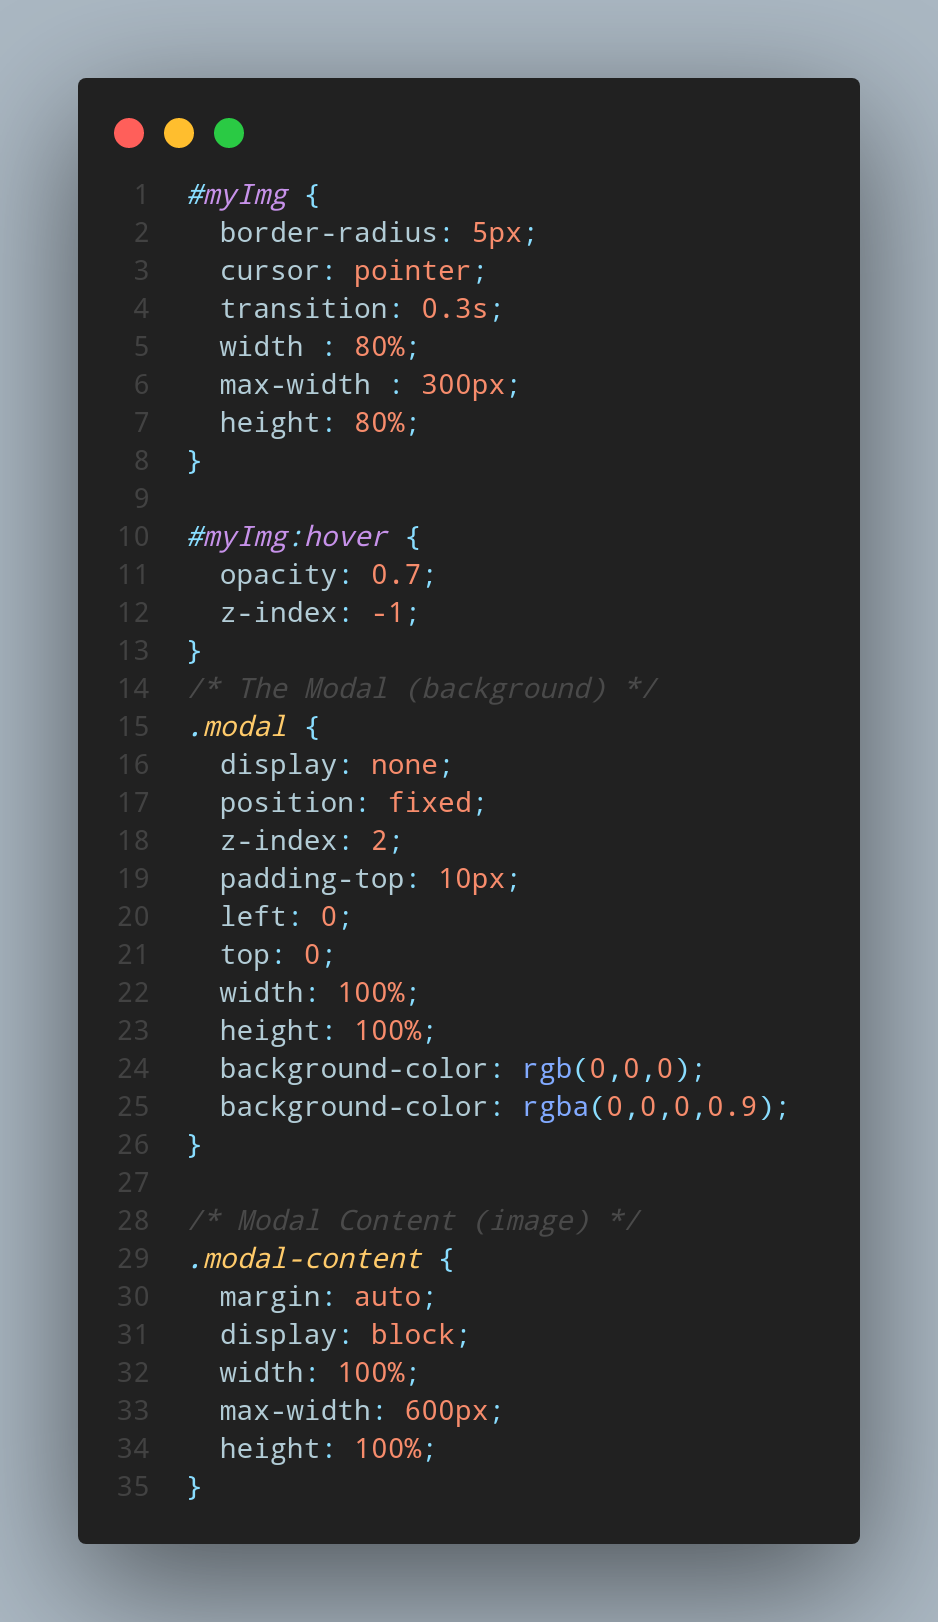 1 #myImg {
2   border-radius: 5px;
3   cursor: pointer;
4   transition: 0.3s;
5   width : 80%;
6   max-width : 300px;
7   height: 80%;
8 }
9
10 #myImg:hover {
11   opacity: 0.7;
12   z-index: -1;
13 }
14 /* The Modal (background) */
15 .modal {
16   display: none;
17   position: fixed;
18   z-index: 2;
19   padding-top: 10px;
20   left: 0;
21   top: 0;
22   width: 100%;
23   height: 100%;
24   background-color: rgb(0,0,0);
25   background-color: rgba(0,0,0,0.9);
26 }
27
28 /* Modal Content (image) */
29 .modal-content {
30   margin: auto;
31   display: block;
32   width: 100%;
33   max-width: 600px;
34   height: 100%;
35 }